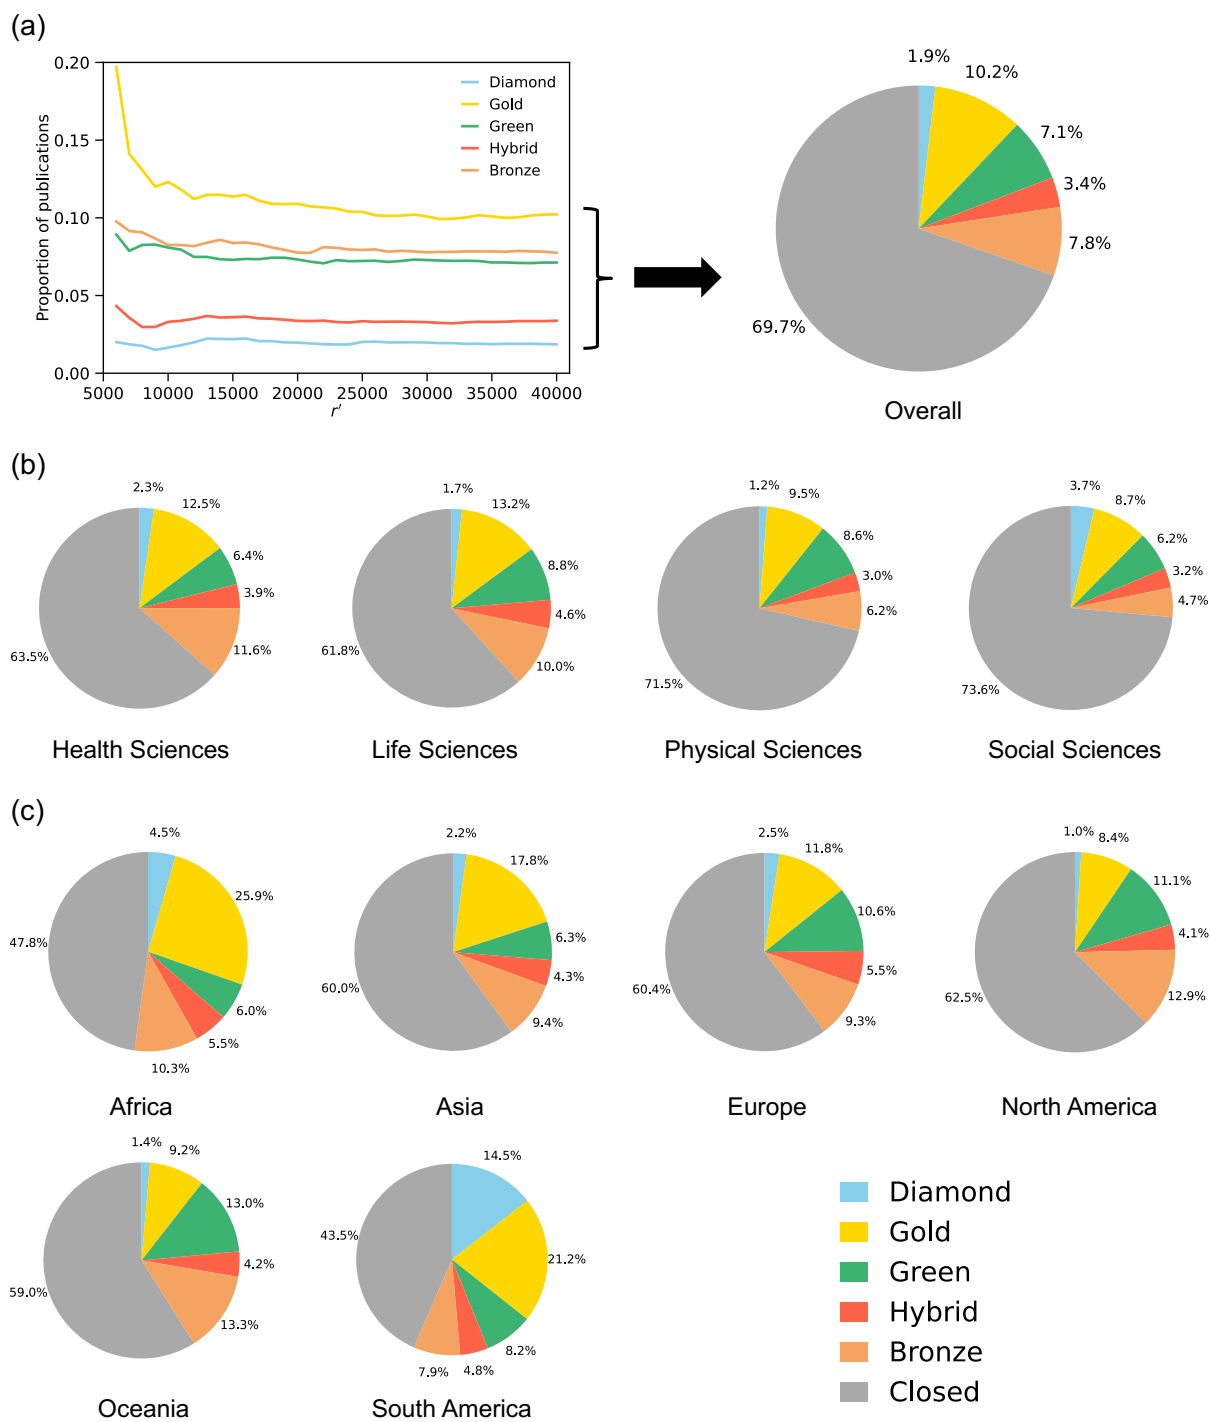 (a)
0.20
0.15
0.10
0.05
0.00
Proportion of publications
5000 10000 15000 20000 25000 30000 35000 40000
r'
Diamond
Gold
Green
Hybrid
Bronze
1.9%
10.2%
7.1%
3.4%
7.8%
69.7%
Overall
(b)
2.3%
12.5%
6.4%
3.9%
11.6%
63.5%
Health Sciences
1.7%
13.2%
8.8%
4.6%
10.0%
61.8%
Life Sciences
1.2%
9.5%
8.6%
3.0%
6.2%
71.5%
Physical Sciences
3.7%
8.7%
6.2%
3.2%
4.7%
73.6%
Social Sciences
(c)
4.5%
25.9%
6.0%
5.5%
10.3%
47.8%
Africa
2.2%
17.8%
6.3%
4.3%
9.4%
60.0%
Asia
2.5%
11.8%
10.6%
5.5%
9.3%
60.4%
Europe
1.0%
8.4%
11.1%
4.1%
12.9%
62.5%
North America
1.4%
9.2%
13.0%
4.2%
13.3%
59.0%
Oceania
14.5%
21.2%
8.2%
4.8%
7.9%
43.5%
South America
Diamond
Gold
Green
Hybrid
Bronze
Closed